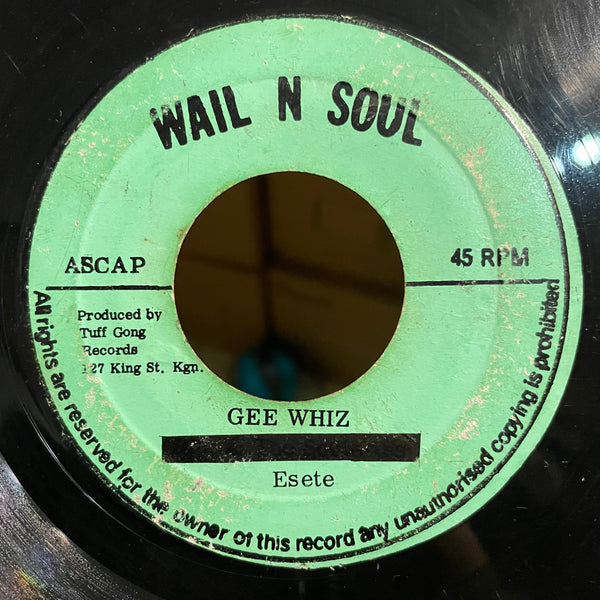 WAIL N SOUL
ASCAP
45 RPM
Produced by
Tuff Gong
Records
127 King St. Kgn.
GEE WHIZ
Esete
All rights are reserved for the owner of this record any unauthorised copying is prohibited